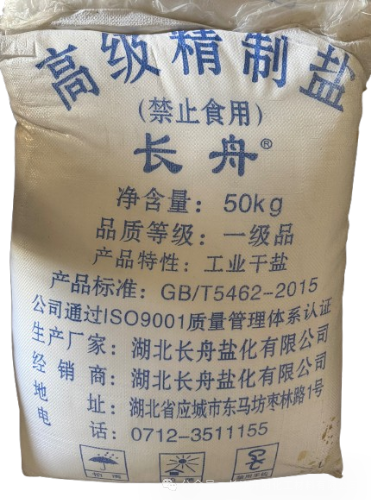 高级精制盐
(禁止食用)
长舟®
净含量：50kg
品质等级：一级品
产品特性：工业干盐
产品标准：GB/T5462-2015
公司通过ISO9001质量管理体系认证
生产厂家：湖北长舟盐化有限公司
经销商：湖北长舟盐化有限公司
地址：湖北省应城市东马坊枣林路1号
电话：0712-3511155